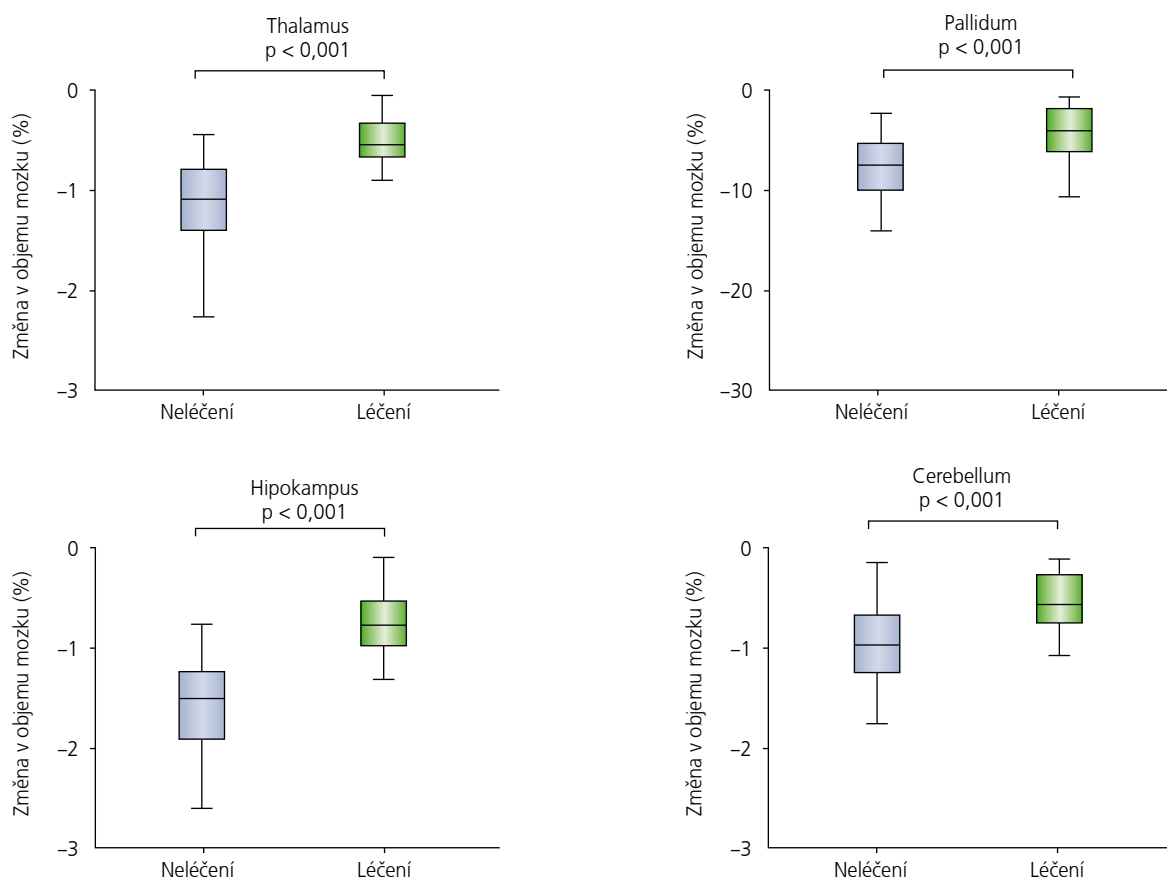 Thalamus
p < 0,001
Změna v objemu mozku (%)
0
–1
–2
–3
Neléčení
Léčení
Pallidum
p < 0,001
Změna v objemu mozku (%)
0
–10
–20
–30
Neléčení
Léčení
Hipokampus
p < 0,001
Změna v objemu mozku (%)
0
–1
–2
–3
Neléčení
Léčení
Cerebellum
p < 0,001
Změna v objemu mozku (%)
0
–1
–2
–3
Neléčení
Léčení